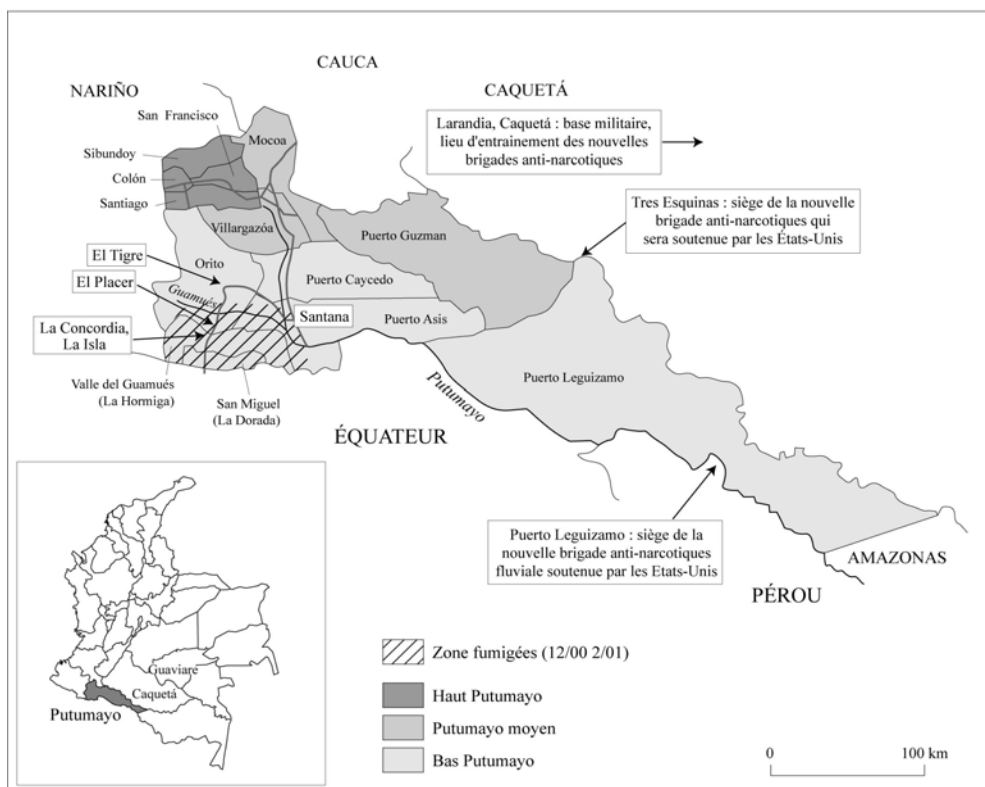 CAUCA
NARIÑO
CAQUETÁ
San Francisco
Mocoa
Larandia, Caquetá : base militaire,
lieu d'entrainement des nouvelles
brigades anti-narcotiques
Sibundoy
Colón
Santiago
Tres Esquinas : siège de la nouvelle
brigade anti-narcotiques qui
sera soutenue par les États-Unis
Villargazóa
Puerto Guzman
El Tigre
Orito
El Placer
Guamués
Puerto Caycedo
Santana
Puerto Asis
La Concordia,
La Isla
Valle del Guamués
(La Hormiga)
San Miguel
(La Dorada)
Putumayo
Puerto Leguizamo
ÉQUATEUR
Puerto Leguizamo : siège de la
nouvelle brigade anti-narcotiques
fluviale soutenue par les Etats-Unis
AMAZONAS
PÉROU
Guaviare
Caquetá
Putumayo
Zone fumigées (12/00 2/01)
Haut Putumayo
Putumayo moyen
Bas Putumayo
0
100 km